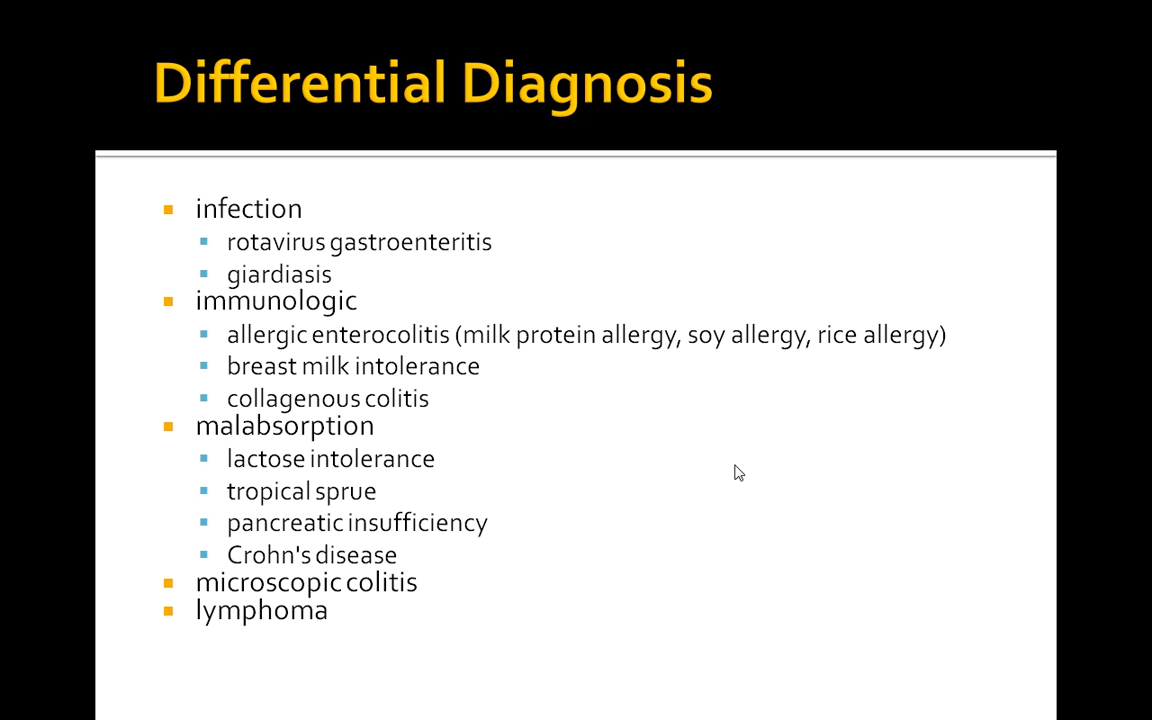 Differential Diagnosis
infection
rotavirus gastroenteritis
giardiasis
immunologic
allergic enterocolitis (milk protein allergy, soy allergy, rice allergy)
breast milk intolerance
collagenous colitis
malabsorption
lactose intolerance
tropical sprue
pancreatic insufficiency
Crohn's disease
microscopic colitis
lymphoma